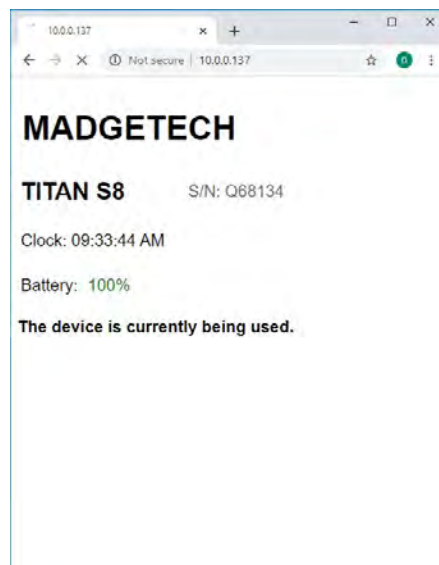 10.0.0.137
Not secure | 10.0.0.137
MADGETECH
TITAN S8 S/N: Q68134
Clock: 09:33:44 AM
Battery: 100%
The device is currently being used.